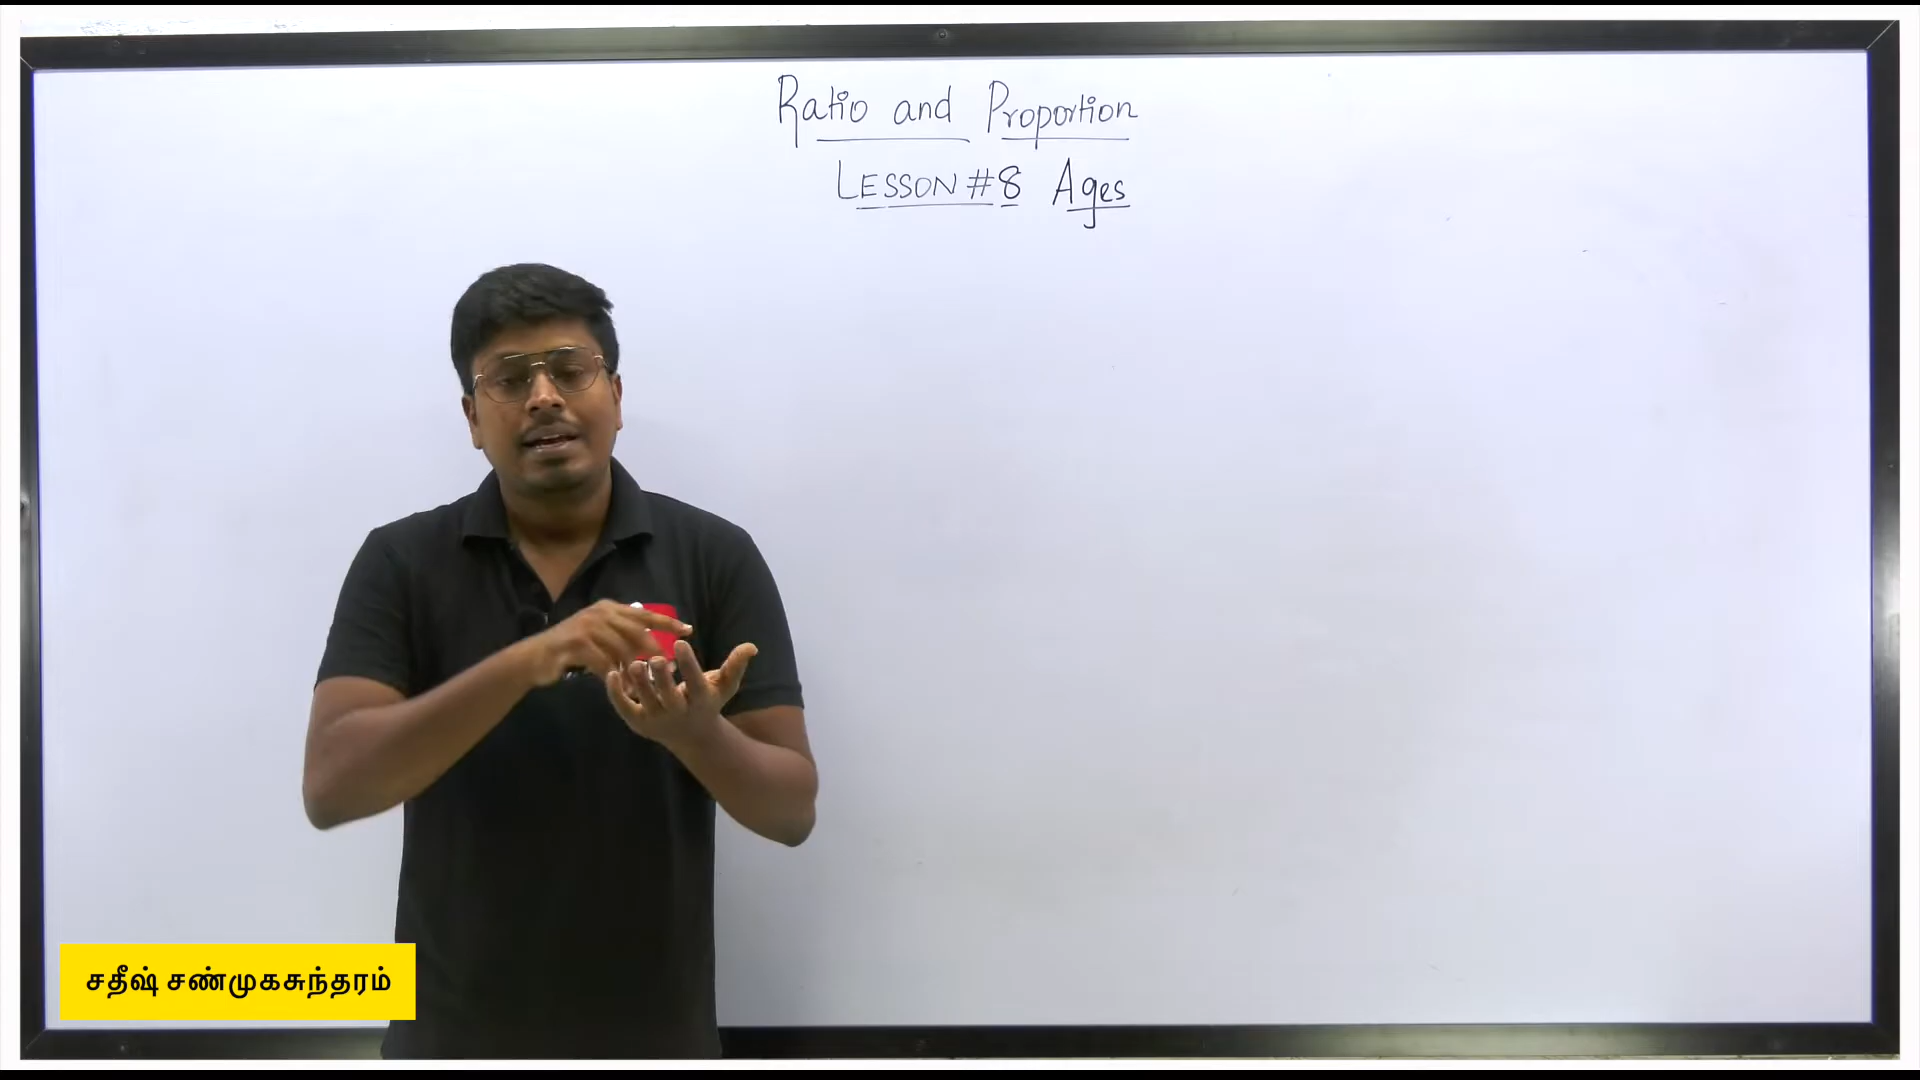 Ratio and Proportion
LESSON #8 Ages
சதீஷ் சண்முகசுந்தரம்